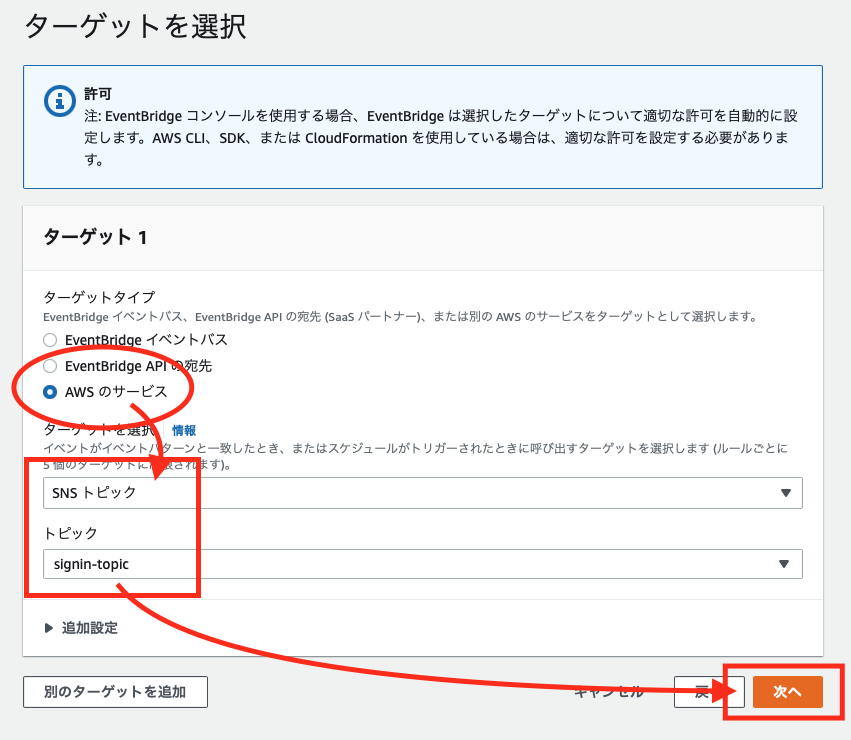 ターゲットを選択
許可
注: EventBridge コンソールを使用する場合、EventBridge は選択したターゲットについて適切な許可を自動的に設
定します。AWS CLI、SDK、または CloudFormation を使用している場合は、適切な許可を設定する必要がありま
す。
ターゲット 1
ターゲットタイプ
EventBridge イベントバス、EventBridge API の宛先 (SaaS パートナー)、または別の AWS のサービスをターゲットとして選択します。
EventBridge イベントバス
EventBridge API の宛先
AWS のサービス
ターゲットを選択 情報
イベントがイベントパターンと一致したとき、またはスケジュールがトリガーされたときに呼び出すターゲットを選択します (ルールごとに
5 個のターゲットに制限されます)。
SNS トピック
トピック
signin-topic
追加設定
別のターゲットを追加
キャンセル
戻
次へ